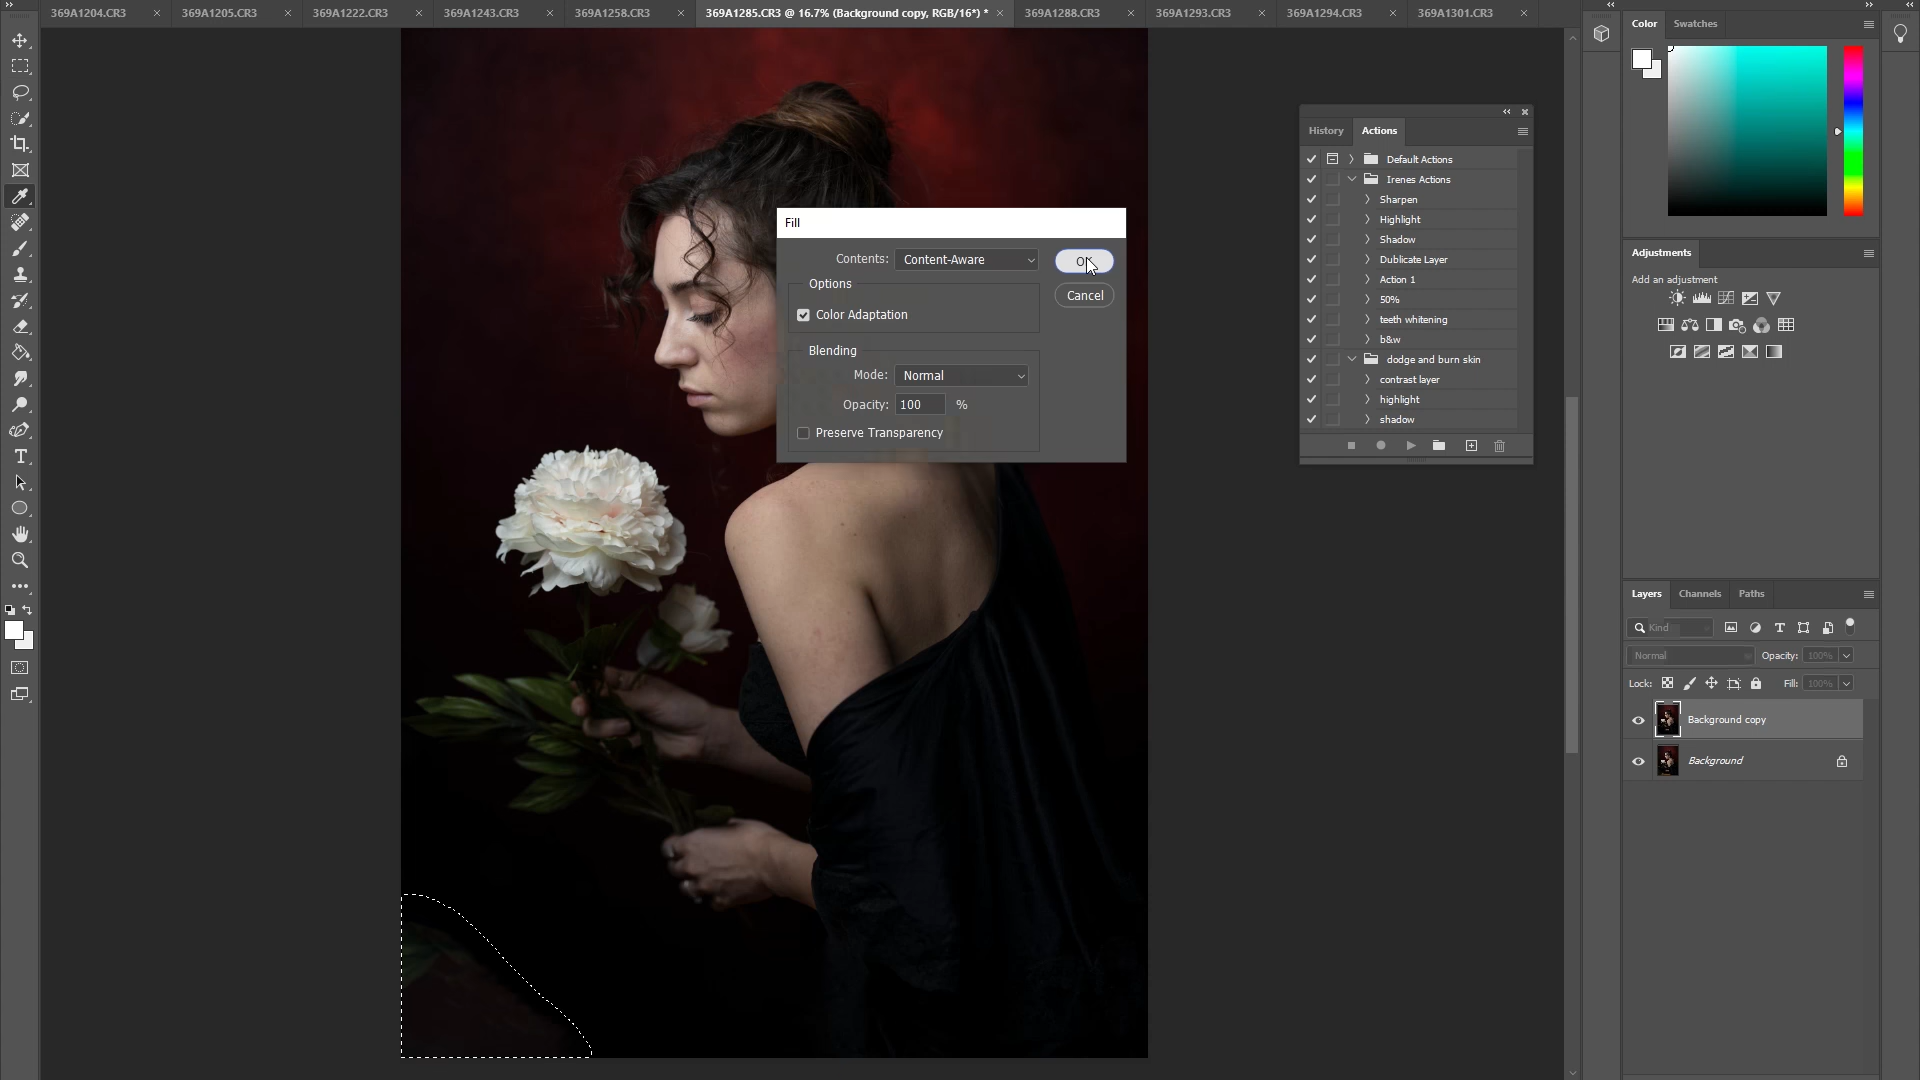 369A1204.CR3
369A1205.CR3
369A1222.CR3
369A1243.CR3
369A1258.CR3
369A1285.CR3 @ 16.7% (Background copy, RGB/16*) *
369A1288.CR3
369A1293.CR3
369A1294.CR3
369A1301.CR3
Fill
Contents: Content-Aware
OK
Cancel
Options
Color Adaptation
Blending
Mode: Normal
Opacity: 100 %
Preserve Transparency
History Actions
Default Actions
Irenes Actions
Sharpen
Highlight
Shadow
Dublicate Layer
Action 1
50%
teeth whitening
b&w
dodge and burn skin
contrast layer
highlight
shadow
Color Swatches
Adjustments
Add an adjustment
Layers Channels Paths
Kind
Normal Opacity: 100%
Lock: Fill: 100%
Background copy
Background